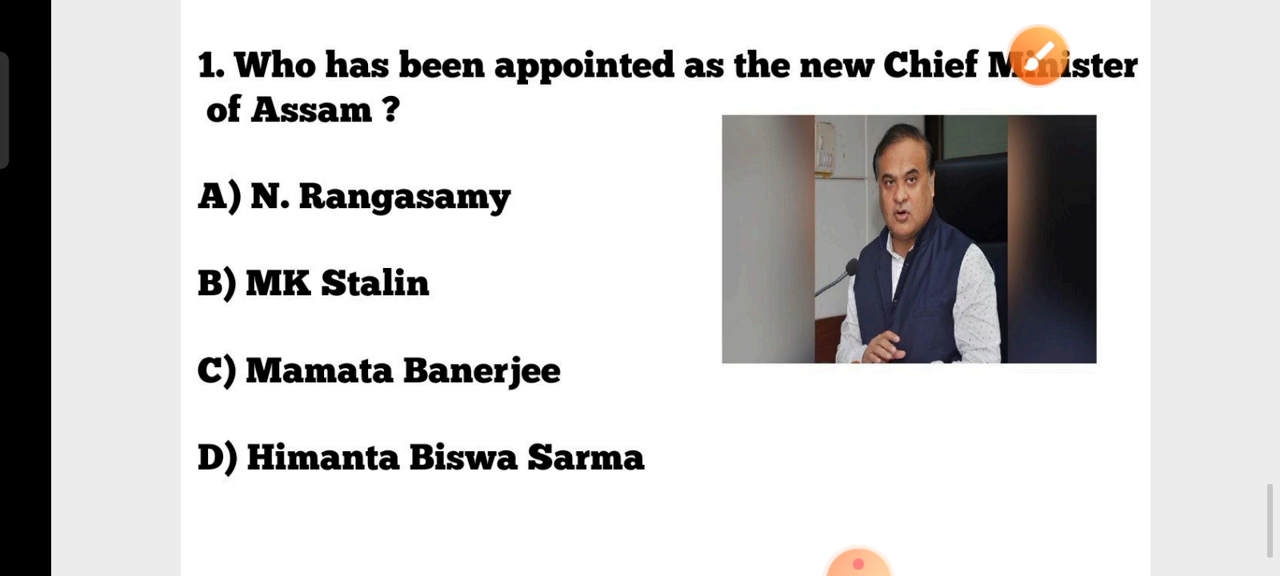 1. Who has been appointed as the new Chief Minister
of Assam ?
A) N. Rangasamy
B) MK Stalin
C) Mamata Banerjee
D) Himanta Biswa Sarma